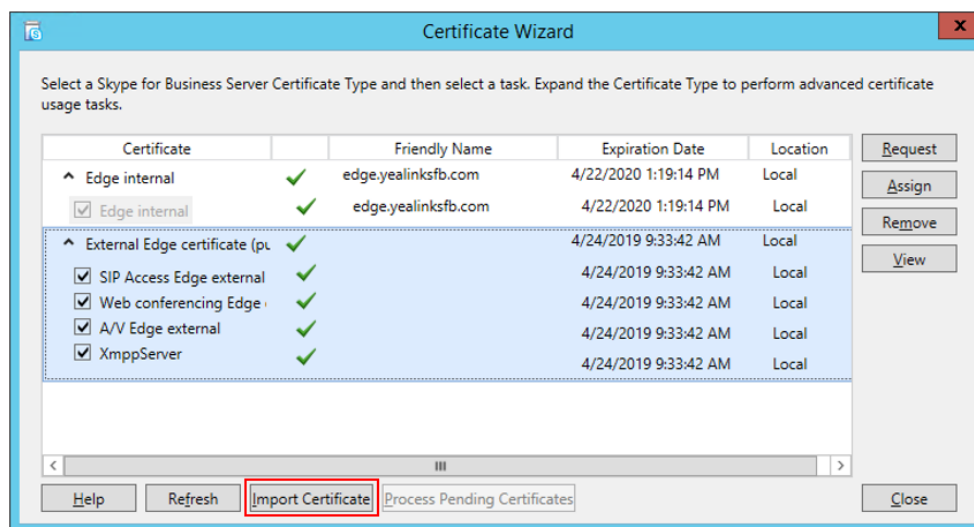 Certificate Wizard
x
Select a Skype for Business Server Certificate Type and then select a task. Expand the Certificate Type to perform advanced certificate
usage tasks.
Certificate Friendly Name Expiration Date Location
Edge internal edge.yealinksfb.com 4/22/2020 1:19:14 PM Local
Edge internal edge.yealinksfb.com 4/22/2020 1:19:14 PM Local
External Edge certificate (pu 4/24/2019 9:33:42 AM Local
SIP Access Edge external 4/24/2019 9:33:42 AM Local
Web conferencing Edge 4/24/2019 9:33:42 AM Local
A/V Edge external 4/24/2019 9:33:42 AM Local
XmppServer 4/24/2019 9:33:42 AM Local
Request
Assign
Remove
View
Help Refresh Import Certificate Process Pending Certificates Close